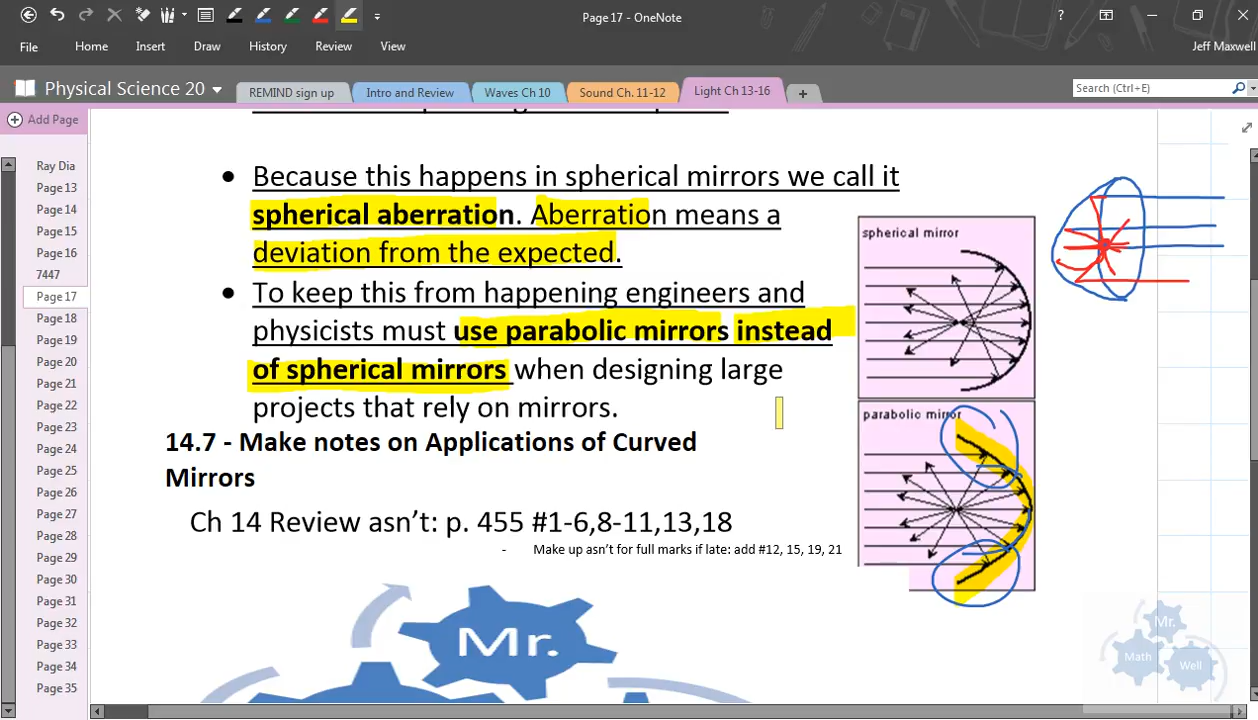 Page 17 - OneNote
?
File Home Insert Draw History Review View
Jeff Maxwell
Physical Science 20
REMIND sign up
Intro and Review
Waves Ch 10
Sound Ch. 11-12
Light Ch 13-16
Search (Ctrl+E)
Add Page
Ray Dia
Page 13
Page 14
Page 15
Page 16
7447
Page 17
Page 18
Page 19
Page 20
Page 21
Page 22
Page 23
Page 24
Page 25
Page 26
Page 27
Page 28
Page 29
Page 30
Page 31
Page 32
Page 33
Page 34
Page 35
• Because this happens in spherical mirrors we call it
spherical aberration. Aberration means a
deviation from the expected.
• To keep this from happening engineers and
physicists must use parabolic mirrors instead
of spherical mirrors when designing large
projects that rely on mirrors.
14.7 - Make notes on Applications of Curved
Mirrors
Ch 14 Review asn't: p. 455 #1-6,8-11,13,18
- Make up asn't for full marks if late: add #12, 15, 19, 21
spherical mirror
parabolic mirror
Mr.
Mr.
Math
Well